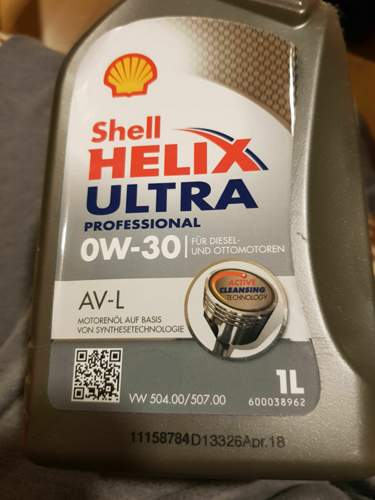 Shell
HELIX
ULTRA
PROFESSIONAL
0W-30
FÜR DIESEL-
UND OTTOMOTOREN
ACTIVE
CLEANSING
TECHNOLOGY
AV-L
MOTORENÖL AUF BASIS
VON SYNTHESETECHNOLOGIE
1L
VW 504.00/507.00
600038962
11158784D13326Apr.18